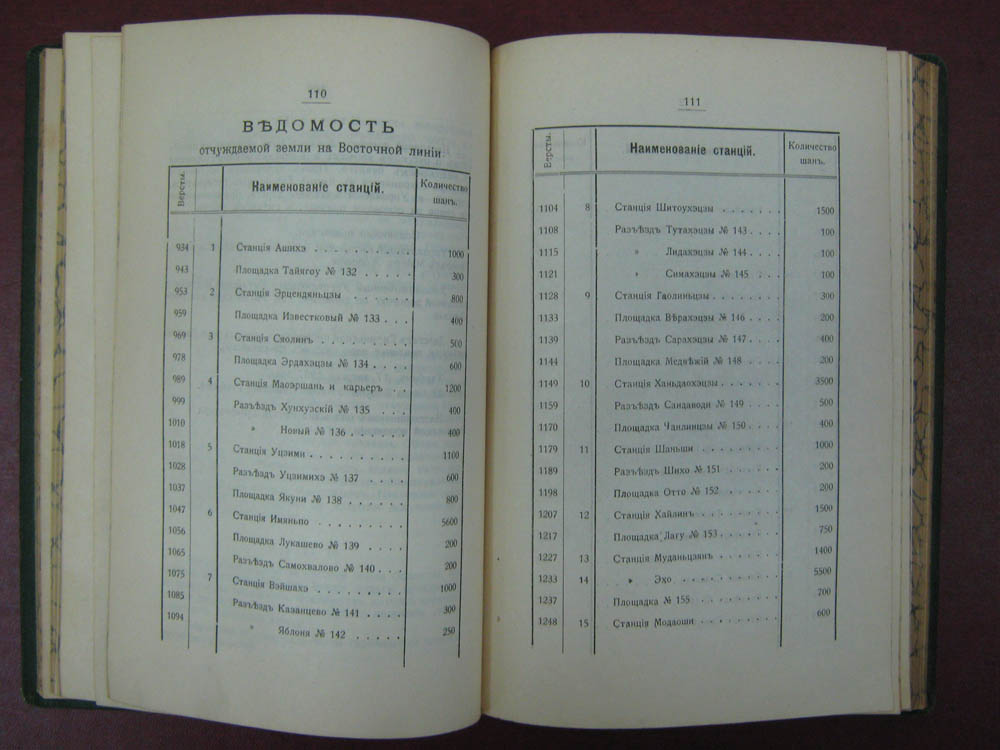 110
ВѢДОМОСТЬ
отчуждаемой земли на Восточной линіи.
Версты. Наименованіе станцій. Количество
шанъ.
934 1 Станція Ашихэ 1000
943 Площадка Тайягоу № 132 300
953 2 Станція Эрцендяньцзы 800
959 Площадка Известковый № 133 400
969 3 Станція Сяолинъ 500
978 Площадка Эрдахэцзы № 134 600
989 4 Станція Маоэршань и карьеръ 1200
999 Разъѣздъ Хунхузскій № 135 400
1010 „ Новый № 136 400
1018 5 Станція Уцзими 1100
1028 Разъѣздъ Уцзимихэ № 137 600
1037 Площадка Якуни № 138 800
1047 6 Станція Имяньпо 5600
1056 Площадка Лукашево № 139 200
1065 Разъѣздъ Самохвалово № 140 200
1075 7 Станція Вэйшахэ 1000
1085 Разъѣздъ Казанцево № 141 300
1094 „ Яблоня № 142 250
111
Версты. Наименованіе станцій. Количество
шанъ.
1104 8 Станція Шитоухэцзы 1500
1108 Разъѣздъ Тутахэцзы № 143 100
1115 „ Лидахэцзы № 144 100
1121 „ Симахэцзы № 145 100
1128 9 Станція Гаолиньцзы 300
1133 Площадка Вѣрахэцзы № 146 200
1139 Разъѣздъ Сарахэцзы № 147 400
1144 Площадка Медвѣжій № 148 200
1149 10 Станція Ханьдаохэцзы 3500
1159 Разъѣздъ Сандаводи № 149 500
1170 Площадка Чанлинцзы № 150 400
1179 11 Станція Шаньши 1000
1189 Разъѣздъ Шихо № 151 200
1198 Площадка Отто № 152 200
1207 12 Станція Хайлинъ 1500
1217 Площадка Лагу № 153 750
1227 13 Станція Муданьцзянъ 1400
1233 14 „ Эхо 5500
1237 Площадка № 155 700
1248 15 Станція Модаоши 600